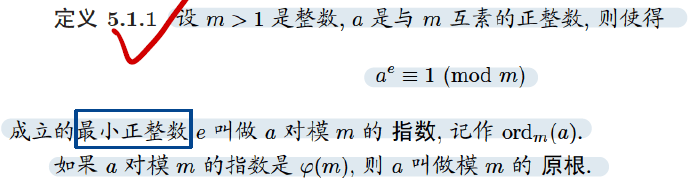 定义 5.1.1 设 m > 1 是整数, a 是与 m 互素的正整数, 则使得
a^e ≡ 1 (mod m)
成立的最小正整数 e 叫做 a 对模 m 的 指数, 记作 ord_m(a).
如果 a 对模 m 的指数是 φ(m), 则 a 叫做模 m 的 原根.